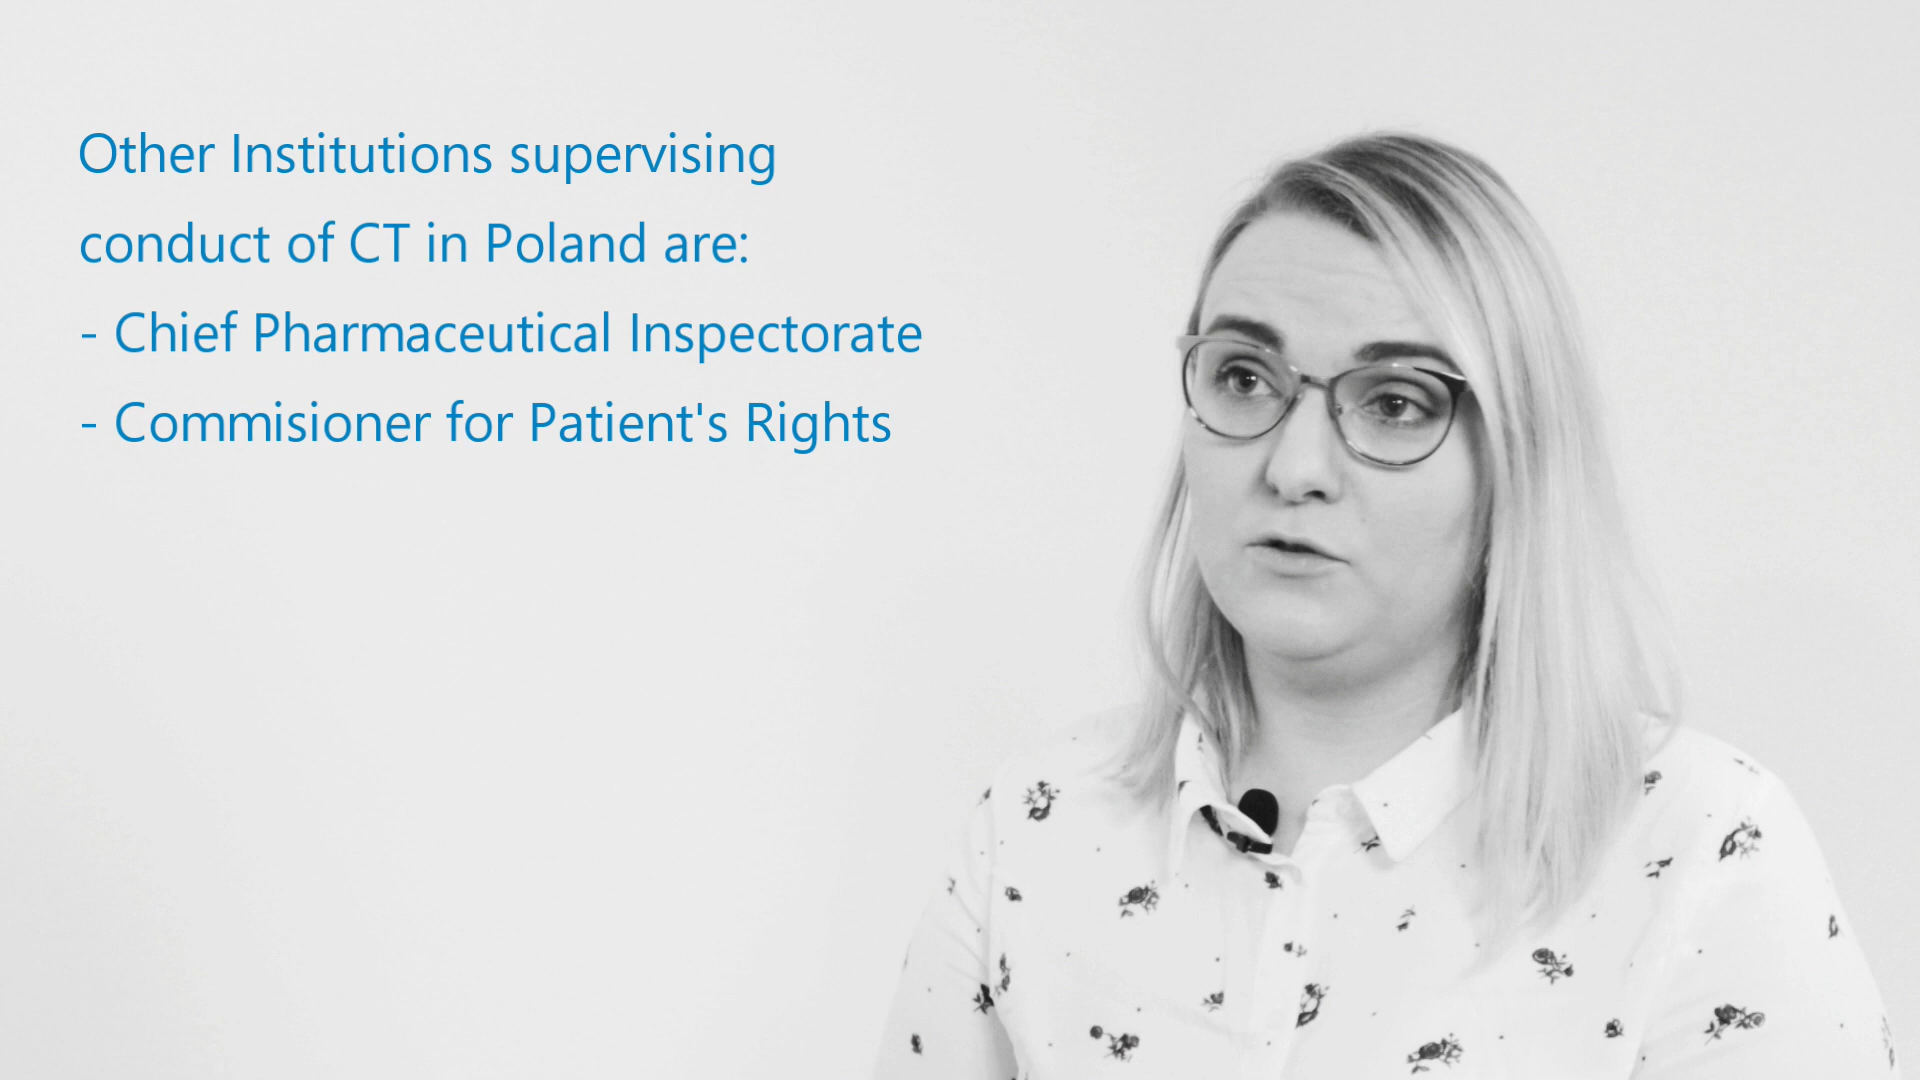 Other Institutions supervising
conduct of CT in Poland are:
- Chief Pharmaceutical Inspectorate
- Commisioner for Patient's Rights